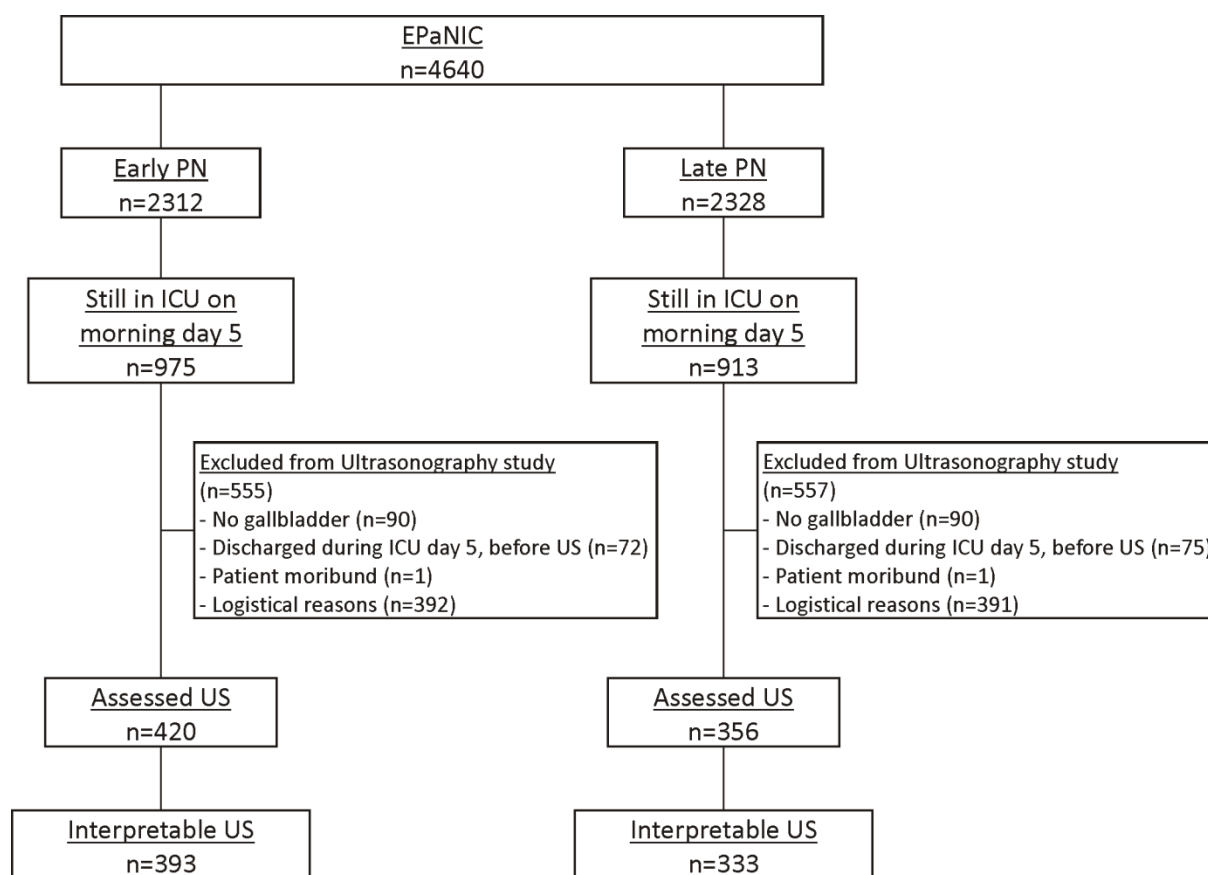 EPaNIC
n=4640
Early PN
n=2312
Late PN
n=2328
Still in ICU on
morning day 5
n=975
Still in ICU on
morning day 5
n=913
Excluded from Ultrasonography study
(n=555)
- No gallbladder (n=90)
- Discharged during ICU day 5, before US (n=72)
- Patient moribund (n=1)
- Logistical reasons (n=392)
Excluded from Ultrasonography study
(n=557)
- No gallbladder (n=90)
- Discharged during ICU day 5, before US (n=75)
- Patient moribund (n=1)
- Logistical reasons (n=391)
Assessed US
n=420
Assessed US
n=356
Interpretable US
n=393
Interpretable US
n=333